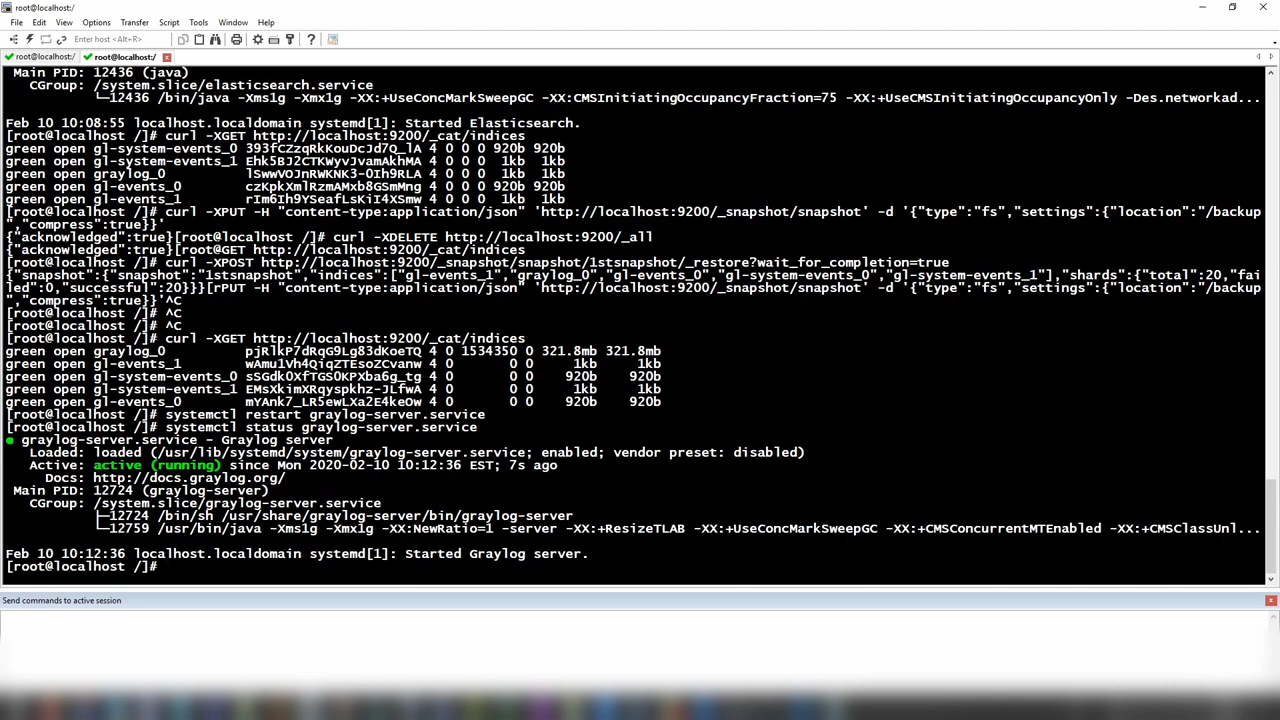 root@localhost:/
File Edit View Options Transfer Script Tools Window Help
Enter host <Alt+R>
root@localhost:/ root@localhost:/
Main PID: 12436 (java)
CGroup: /system.slice/elasticsearch.service
└─12436 /bin/java -Xms1g -Xmx1g -XX:+UseConcMarkSweepGC -XX:CMSInitiatingOccupancyFraction=75 -XX:+UseCMSInitiatingOccupancyOnly -Des.networkad...
Feb 10 10:08:55 localhost.localdomain systemd[1]: Started Elasticsearch.
[root@localhost /]# curl -XGET http://localhost:9200/_cat/indices
green open gl-system-events_0 393fCZzqRkKouDcJd7Q_lA 4 0 0 0 920b 920b
green open gl-system-events_1 Ehk5BJ2CTKWyvJvamAkhMA 4 0 0 0 1kb 1kb
green open graylog_0 lSwwVOJnRWKNK3-0Ih9RLA 4 0 0 0 1kb 1kb
green open gl-events_0 czKpkXmlRzmAMxb8GSmMng 4 0 0 0 920b 920b
green open gl-events_1 rIm6Ih9YSeafLsKiI4XSmw 4 0 0 0 1kb 1kb
[root@localhost /]# curl -XPUT -H "content-type:application/json" 'http://localhost:9200/_snapshot/snapshot' -d '{"type":"fs","settings":{"location":"/backup
","compress":true}}'
{"acknowledged":true}[root@localhost /]# curl -XDELETE http://localhost:9200/_all
{"acknowledged":true}[root@GET http://localhost:9200/_cat/indices
[root@localhost /]# curl -XPOST http://localhost:9200/_snapshot/snapshot/1stsnapshot/_restore?wait_for_completion=true
{"snapshot":{"snapshot":"1stsnapshot","indices":["gl-events_1","graylog_0","gl-events_0","gl-system-events_0","gl-system-events_1"],"shards":{"total":20,"fai
led":0,"successful":20}}}[rPUT -H "content-type:application/json" 'http://localhost:9200/_snapshot/snapshot' -d '{"type":"fs","settings":{"location":"/backup
","compress":true}}'^C
[root@localhost /]# ^C
[root@localhost /]# ^C
[root@localhost /]# curl -XGET http://localhost:9200/_cat/indices
green open graylog_0 pjRlkP7dRqG9Lg83dKoeTQ 4 0 1534350 0 321.8mb 321.8mb
green open gl-events_1 wAmu1Vh4QiqZTEsoZCvanw 4 0 0 0 1kb 1kb
green open gl-system-events_0 sSGdk0XfTGS0KPXba6g_tg 4 0 0 0 920b 920b
green open gl-system-events_1 EMsXkimXRqyspkhz-JLfwA 4 0 0 0 1kb 1kb
green open gl-events_0 mYAnk7_LR5ewLXa2E4keOw 4 0 0 0 920b 920b
[root@localhost /]# systemctl restart graylog-server.service
[root@localhost /]# systemctl status graylog-server.service
● graylog-server.service - Graylog server
Loaded: loaded (/usr/lib/systemd/system/graylog-server.service; enabled; vendor preset: disabled)
Active: active (running) since Mon 2020-02-10 10:12:36 EST; 7s ago
Docs: http://docs.graylog.org/
Main PID: 12724 (graylog-server)
CGroup: /system.slice/graylog-server.service
├─12724 /bin/sh /usr/share/graylog-server/bin/graylog-server
└─12759 /usr/bin/java -Xms1g -Xmx1g -XX:NewRatio=1 -server -XX:+ResizeTLAB -XX:+UseConcMarkSweepGC -XX:+CMSConcurrentMTEnabled -XX:+CMSClassUnl...
Feb 10 10:12:36 localhost.localdomain systemd[1]: Started Graylog server.
[root@localhost /]#
Send commands to active session